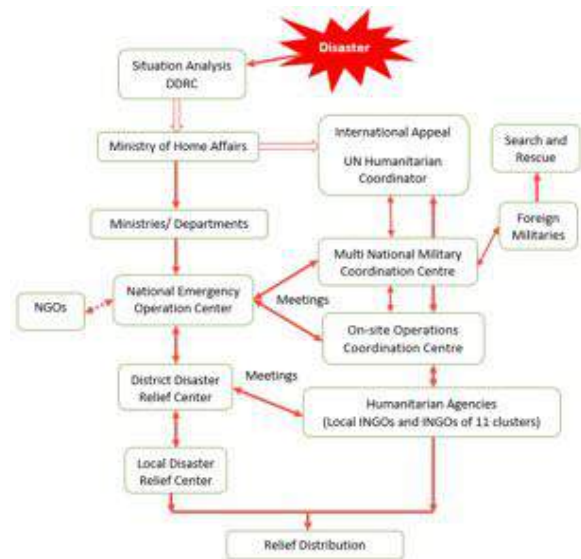 Disaster
Situation Analysis
DDRC
Ministry of Home Affairs
International Appeal
UN Humanitarian
Coordinator
Search and
Rescue
Ministries/ Departments
Foreign
Militaries
Multi National Military
Coordination Centre
National Emergency
Operation Center
NGOs
Meetings
On-site Operations
Coordination Centre
District Disaster
Relief Center
Meetings
Humanitarian Agencies
(Local INGOs and INGOs of 11 clusters)
Local Disaster
Relief Center
Relief Distribution